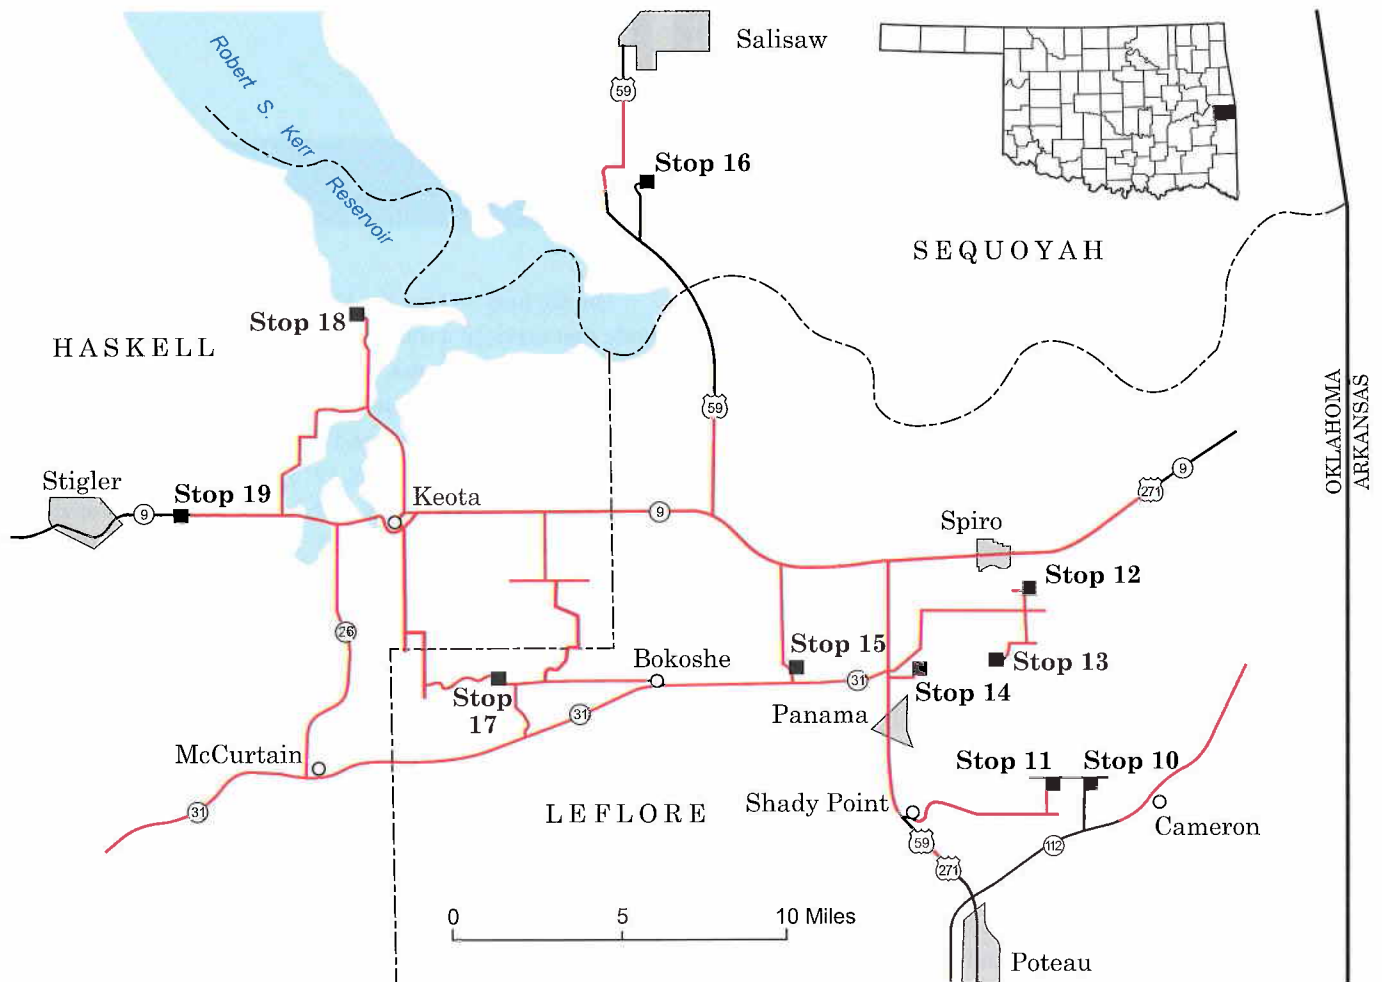 Salisaw
Robert S. Kerr
Reservoir
59
Stop 16
SEQUOYAH
Stop 18
HASKELL
59
OKLAHOMA
ARKANSAS
Stigler
Stop 19
9
Keota
9
9
271
Spiro
Stop 12
26
Stop 15
Bokoshe
Stop 13
31
Stop 14
Stop
17
31
Panama
McCurtain
Stop 11
Stop 10
31
LEFLORE
Shady Point
Cameron
59
112
271
0
5
10 Miles
Poteau